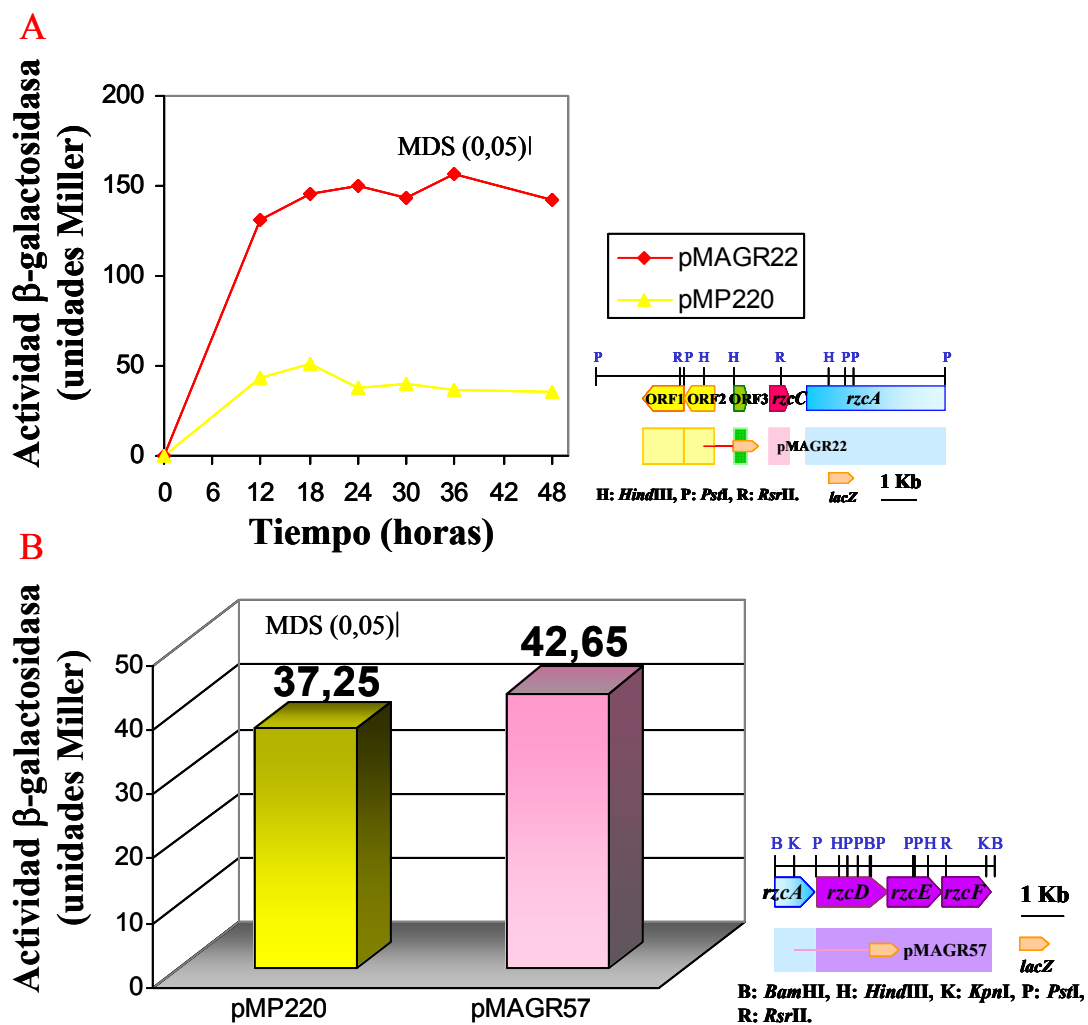 A
Actividad β-galactosidasa
(unidades Miller)
200
150
100
50
0
MDS (0,05)
0 6 12 18 24 30 36 42 48
Tiempo (horas)
pMAGR22
pMP220
P R P H H R H P P P
ORF1 ORF2 ORF3 rzcC rzcA
pMAGR22
H: HindIII, P: PstI, R: RsrII.
lacZ
1 Kb
B
Actividad β-galactosidasa
(unidades Miller)
50
40
30
20
10
0
MDS (0,05)
37,25
42,65
pMP220
pMAGR57
B K P H P P B P P P H R K B
rzcA rzcD rzcE rzcF
1 Kb
pMAGR57
lacZ
B: BamHI, H: HindIII, K: KpnI, P: PstI,
R: RsrII.